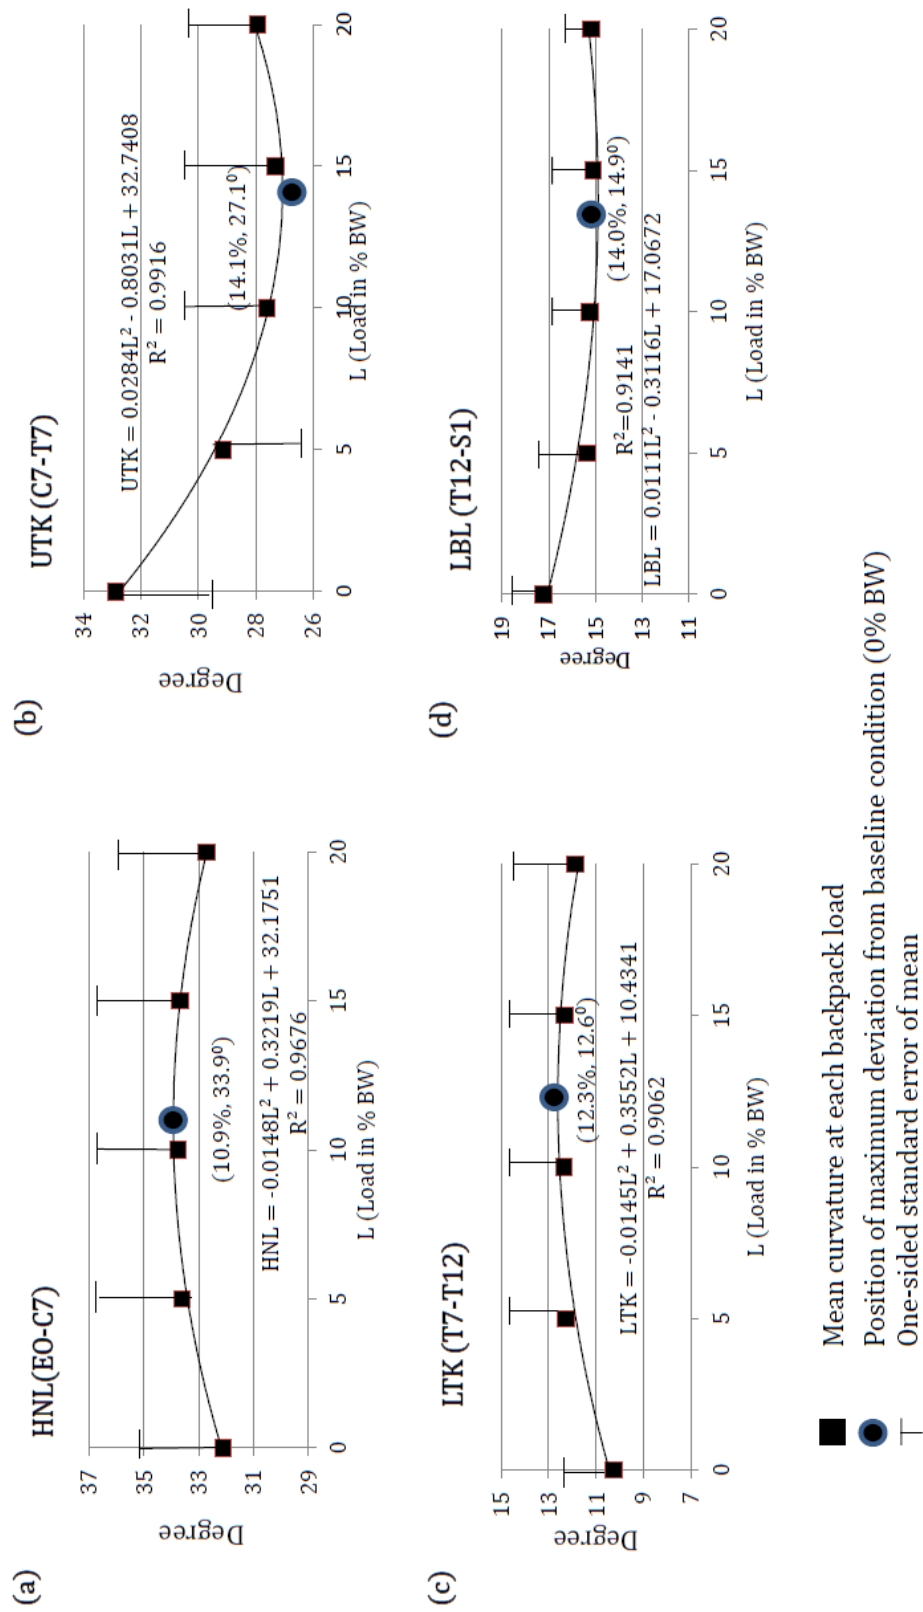 (a)
HNL(EO-C7)
37
35
33
31
29
Degree
(10.9%, 33.9⁰)
HNL = -0.0148L² + 0.3219L + 32.1751
R² = 0.9676
0 5 10 15 20
L (Load in % BW)
(b)
UTK (C7-T7)
34
32
30
28
26
Degree
UTK = 0.0284L² - 0.8031L + 32.7408
R² = 0.9916
(14.1%, 27.1⁰)
0 5 10 15 20
L (Load in % BW)
(c)
LTK (T7-T12)
15
13
11
9
7
Degree
(12.3%, 12.6⁰)
LTK = -0.0145L² + 0.3552L + 10.4341
R² = 0.9062
0 5 10 15 20
L (Load in % BW)
(d)
LBL (T12-S1)
19
17
15
13
11
Degree
(14.0%, 14.9⁰)
R²=0.9141
LBL = 0.0111L² - 0.3116L + 17.0672
0 5 10 15 20
L (Load in % BW)
Mean curvature at each backpack load
Position of maximum deviation from baseline condition (0% BW)
One-sided standard error of mean